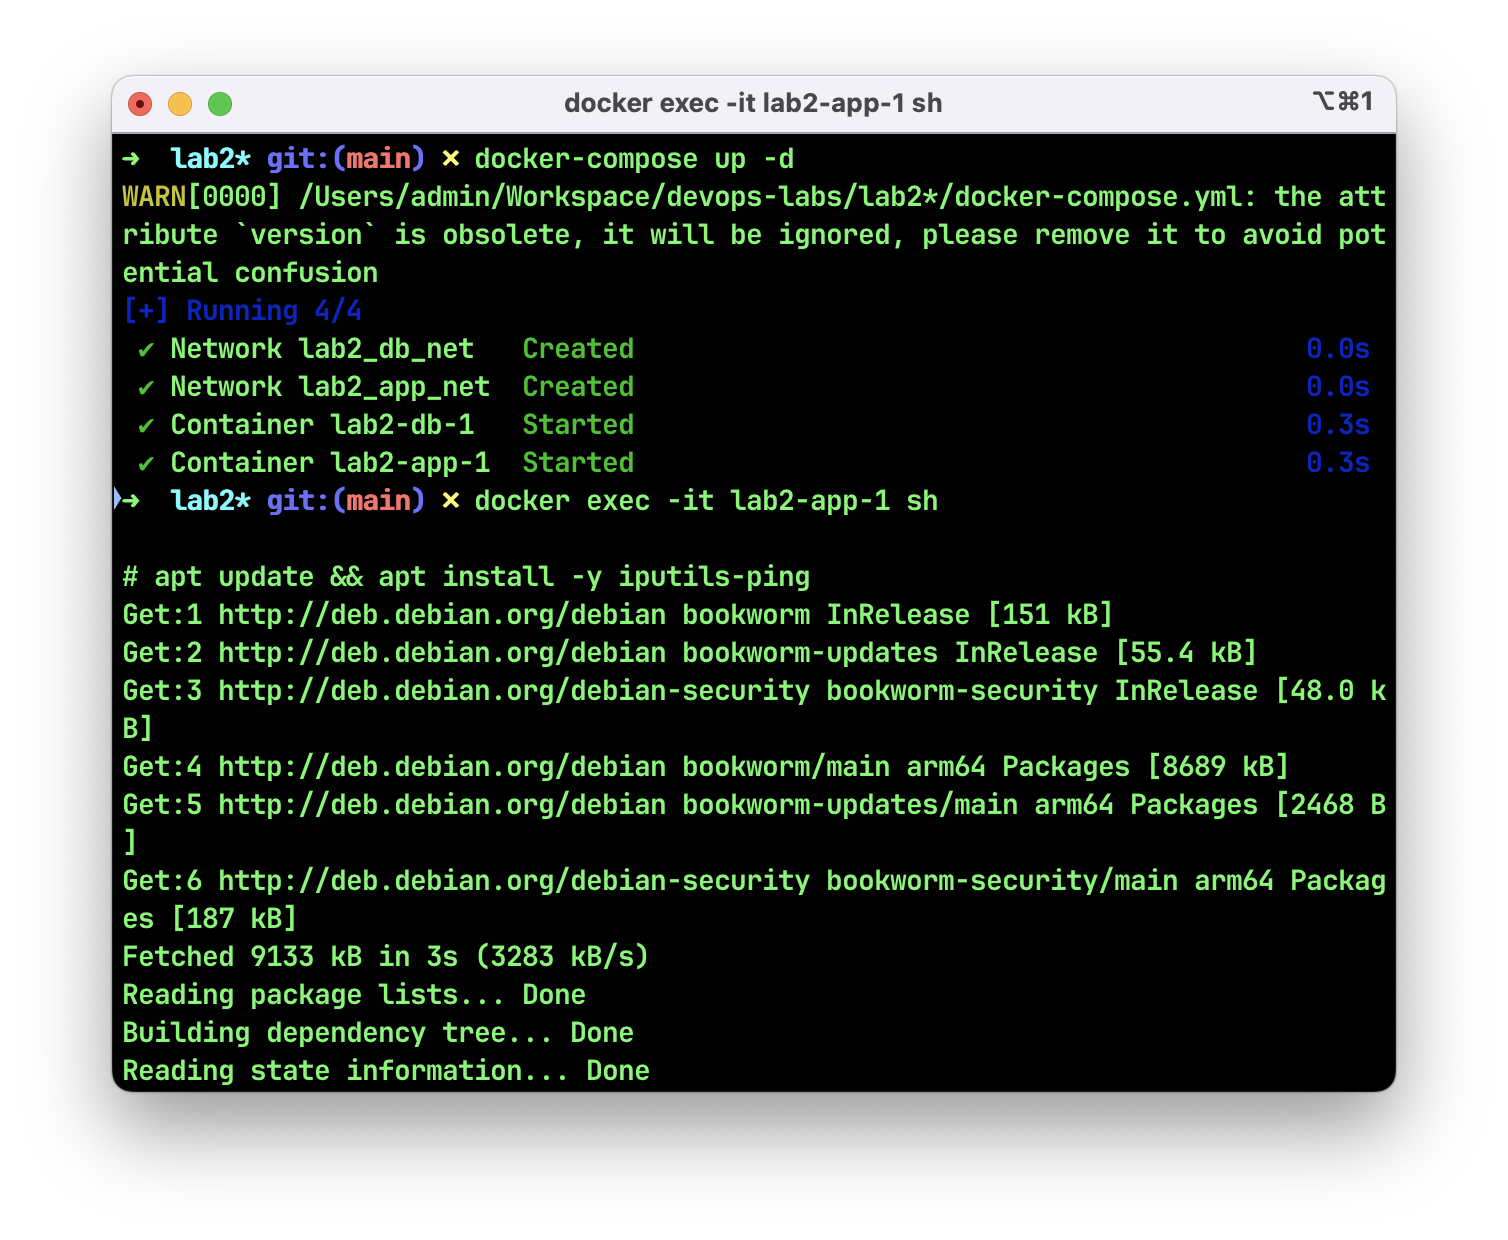 docker exec -it lab2-app-1 sh
⌥⌘1
➜  lab2* git:(main) ✗ docker-compose up -d
WARN[0000] /Users/admin/Workspace/devops-labs/lab2*/docker-compose.yml: the att
ribute `version` is obsolete, it will be ignored, please remove it to avoid pot
ential confusion
[+] Running 4/4
 ✔ Network lab2_db_net   Created 0.0s
 ✔ Network lab2_app_net  Created 0.0s
 ✔ Container lab2-db-1   Started 0.3s
 ✔ Container lab2-app-1  Started 0.3s
➜  lab2* git:(main) ✗ docker exec -it lab2-app-1 sh
# apt update && apt install -y iputils-ping
Get:1 http://deb.debian.org/debian bookworm InRelease [151 kB]
Get:2 http://deb.debian.org/debian bookworm-updates InRelease [55.4 kB]
Get:3 http://deb.debian.org/debian-security bookworm-security InRelease [48.0 k
B]
Get:4 http://deb.debian.org/debian bookworm/main arm64 Packages [8689 kB]
Get:5 http://deb.debian.org/debian bookworm-updates/main arm64 Packages [2468 B
]
Get:6 http://deb.debian.org/debian-security bookworm-security/main arm64 Packag
es [187 kB]
Fetched 9133 kB in 3s (3283 kB/s)
Reading package lists... Done
Building dependency tree... Done
Reading state information... Done